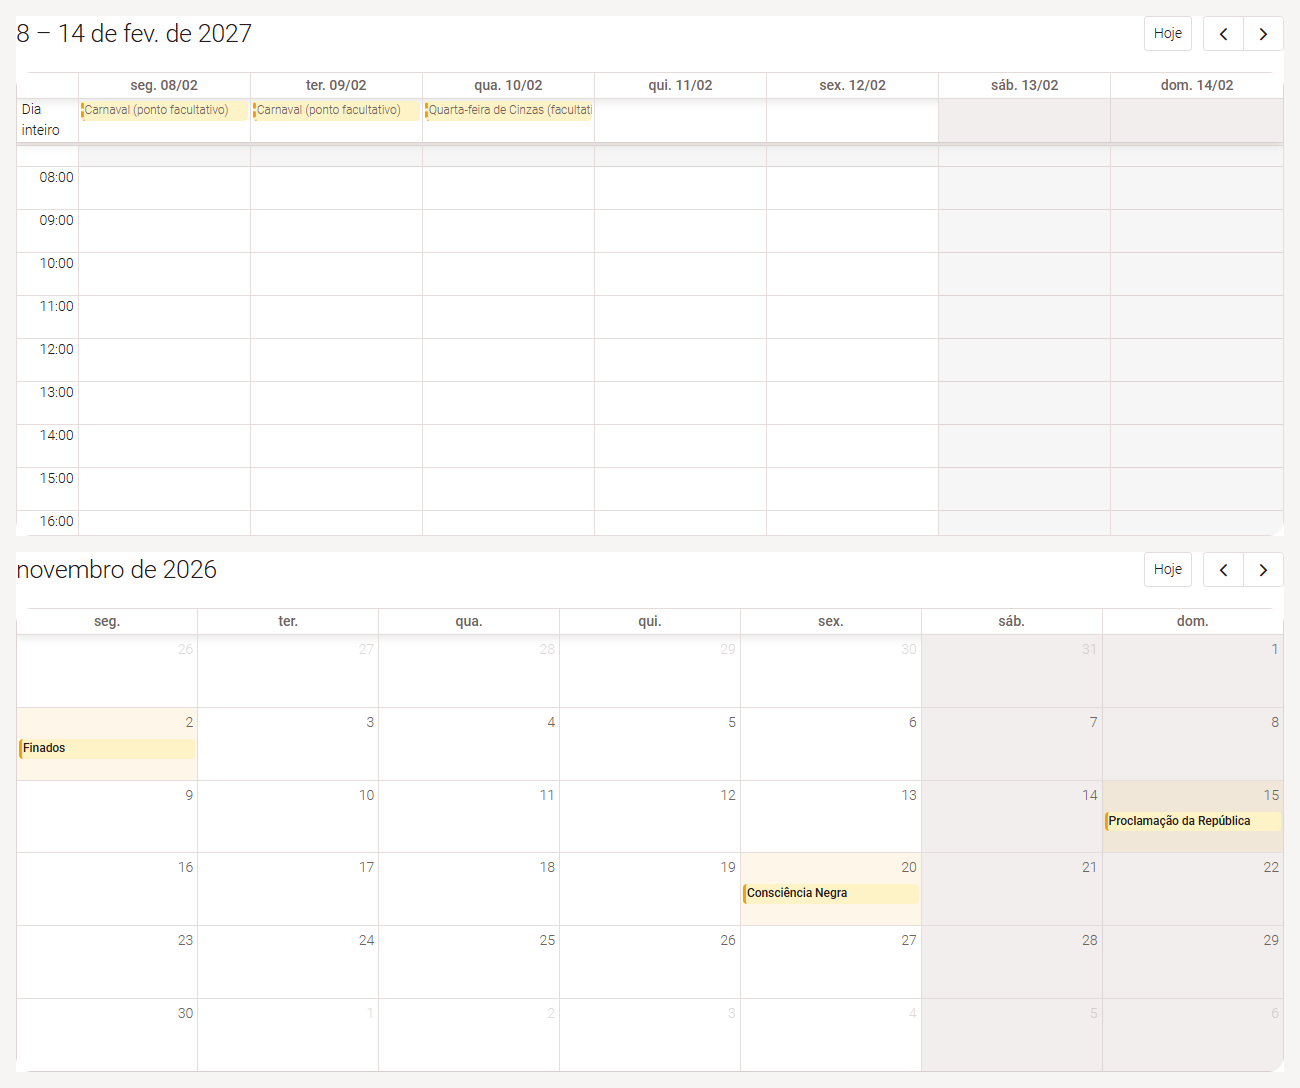 8 – 14 de fev. de 2027
Hoje
seg. 08/02 ter. 09/02 qua. 10/02 qui. 11/02 sex. 12/02 sáb. 13/02 dom. 14/02
Dia inteiro Carnaval (ponto facultativo) Carnaval (ponto facultativo) Quarta-feira de Cinzas (facultati
08:00
09:00
10:00
11:00
12:00
13:00
14:00
15:00
16:00
novembro de 2026
Hoje
seg. ter. qua. qui. sex. sáb. dom.
26 27 28 29 30 31 1
2 3 4 5 6 7 8
Finados
9 10 11 12 13 14 15
Proclamação da República
16 17 18 19 20 21 22
Consciência Negra
23 24 25 26 27 28 29
30 1 2 3 4 5 6